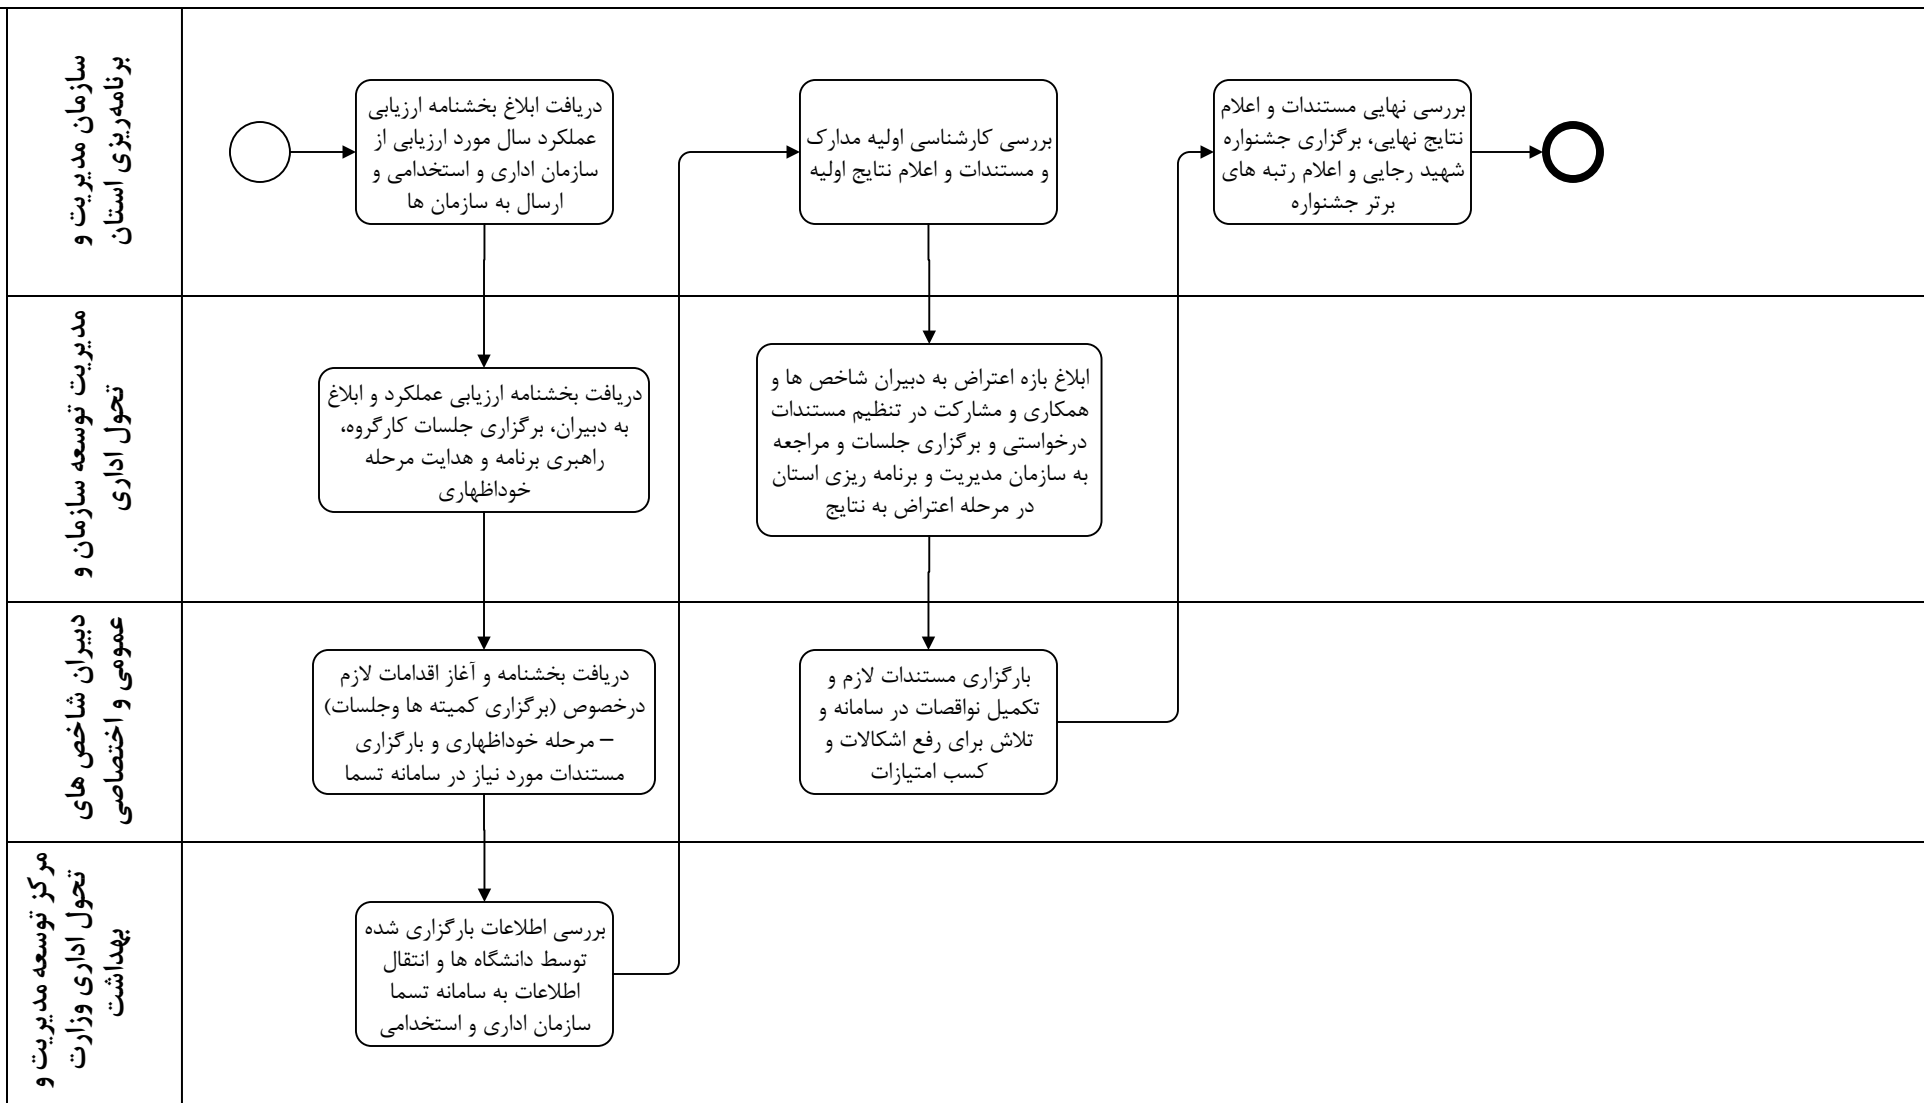 سازمان مدیریت و
برنامه‌ریزی استان
دریافت ابلاغ بخشنامه ارزیابی
عملکرد سال مورد ارزیابی از
سازمان اداری و استخدامی و
ارسال به سازمان ها
بررسی کارشناسی اولیه مدارک
و مستندات و اعلام نتایج اولیه
بررسی نهایی مستندات و اعلام
نتایج نهایی، برگزاری جشنواره
شهید رجایی و اعلام رتبه های
برتر جشنواره
مدیریت توسعه سازمان و
تحول اداری
دریافت بخشنامه ارزیابی عملکرد و ابلاغ
به دبیران، برگزاری جلسات کارگروه،
راهبری برنامه و هدایت مرحله
خوداظهاری
ابلاغ بازه اعتراض به دبیران شاخص ها و
همکاری و مشارکت در تنظیم مستندات
درخواستی و برگزاری جلسات و مراجعه
به سازمان مدیریت و برنامه ریزی استان
در مرحله اعتراض به نتایج
دبیران شاخص های
عمومی و اختصاصی
دریافت بخشنامه و آغاز اقدامات لازم
درخصوص (برگزاری کمیته ها وجلسات)
– مرحله خوداظهاری و بارگزاری
مستندات مورد نیاز در سامانه تسما
بارگزاری مستندات لازم و
تکمیل نواقصات در سامانه و
تلاش برای رفع اشکالات و
کسب امتیازات
مرکز توسعه مدیریت و
تحول اداری وزارت
بهداشت
بررسی اطلاعات بارگزاری شده
توسط دانشگاه ها و انتقال
اطلاعات به سامانه تسما
سازمان اداری و استخدامی